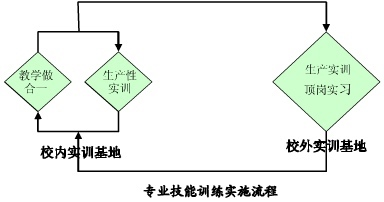 教学做
合一
生产性
实训
生产实训
顶岗实习
校内实训基地
校外实训基地
专业技能训练实施流程